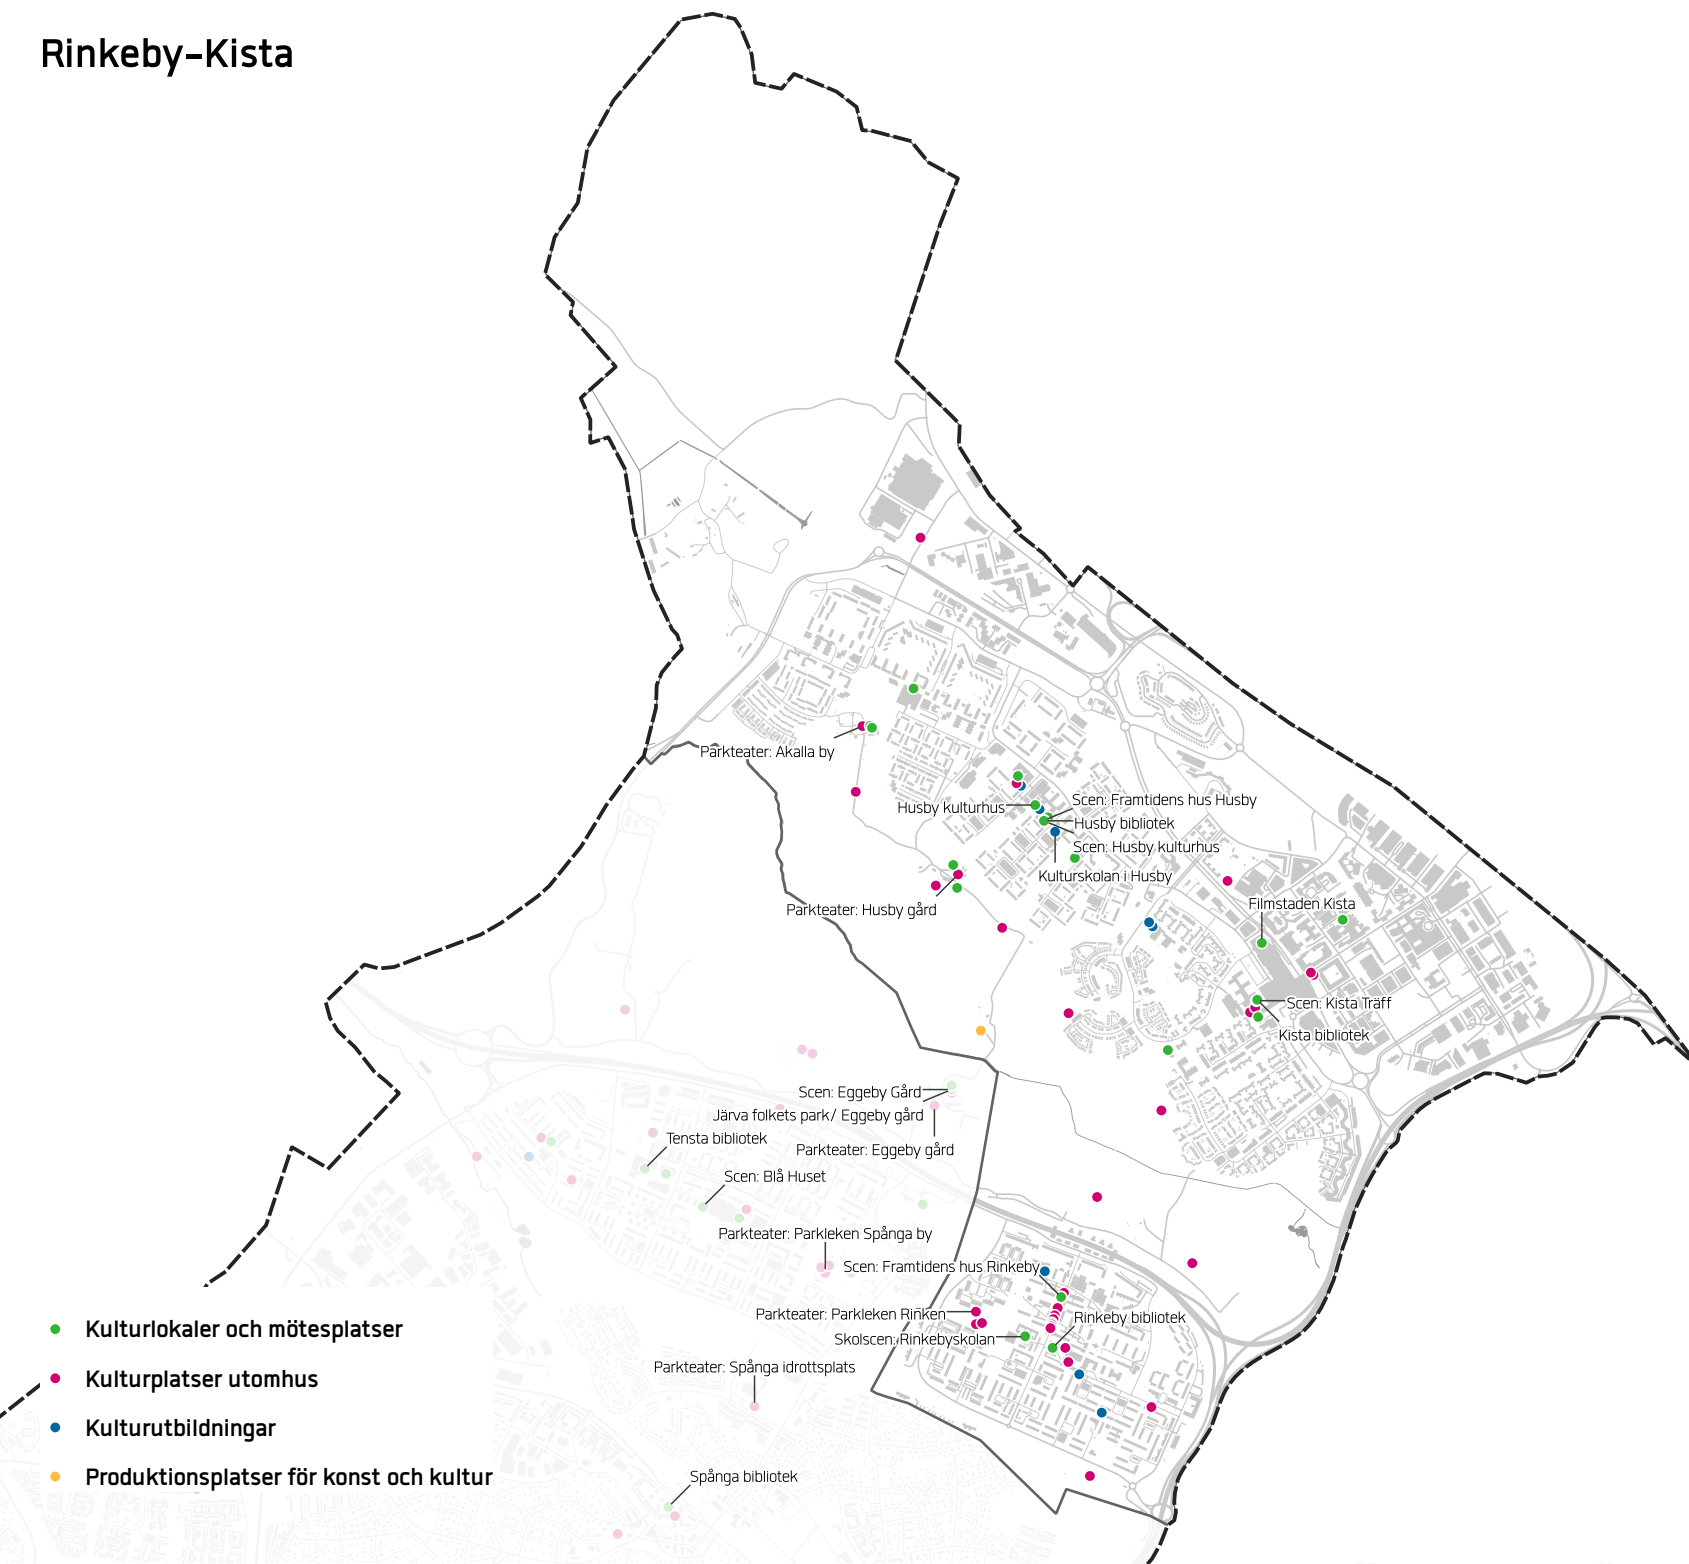 Rinkeby-Kista
Parkteater: Akalla by
Scen: Framtidens hus Husby
Husby kulturhus
Husby bibliotek
Scen: Husby kulturhus
Kulturskolan i Husby
Filmstaden Kista
Parkteater: Husby gård
Scen: Kista Träff
Kista bibliotek
Scen: Eggeby Gård
Järva folkets park/ Eggeby gård
Tensta bibliotek
Parkteater: Eggeby gård
Scen: Blå Huset
Parkteater: Parkleken Spånga by
Scen: Framtidens hus Rinkeby
Parkteater: Parkleken Rinken
Rinkeby bibliotek
Skolscen: Rinkebyskolan
Parkteater: Spånga idrottsplats
Spånga bibliotek
Kulturlokaler och mötesplatser
Kulturplatser utomhus
Kulturutbildningar
Produktionsplatser för konst och kultur